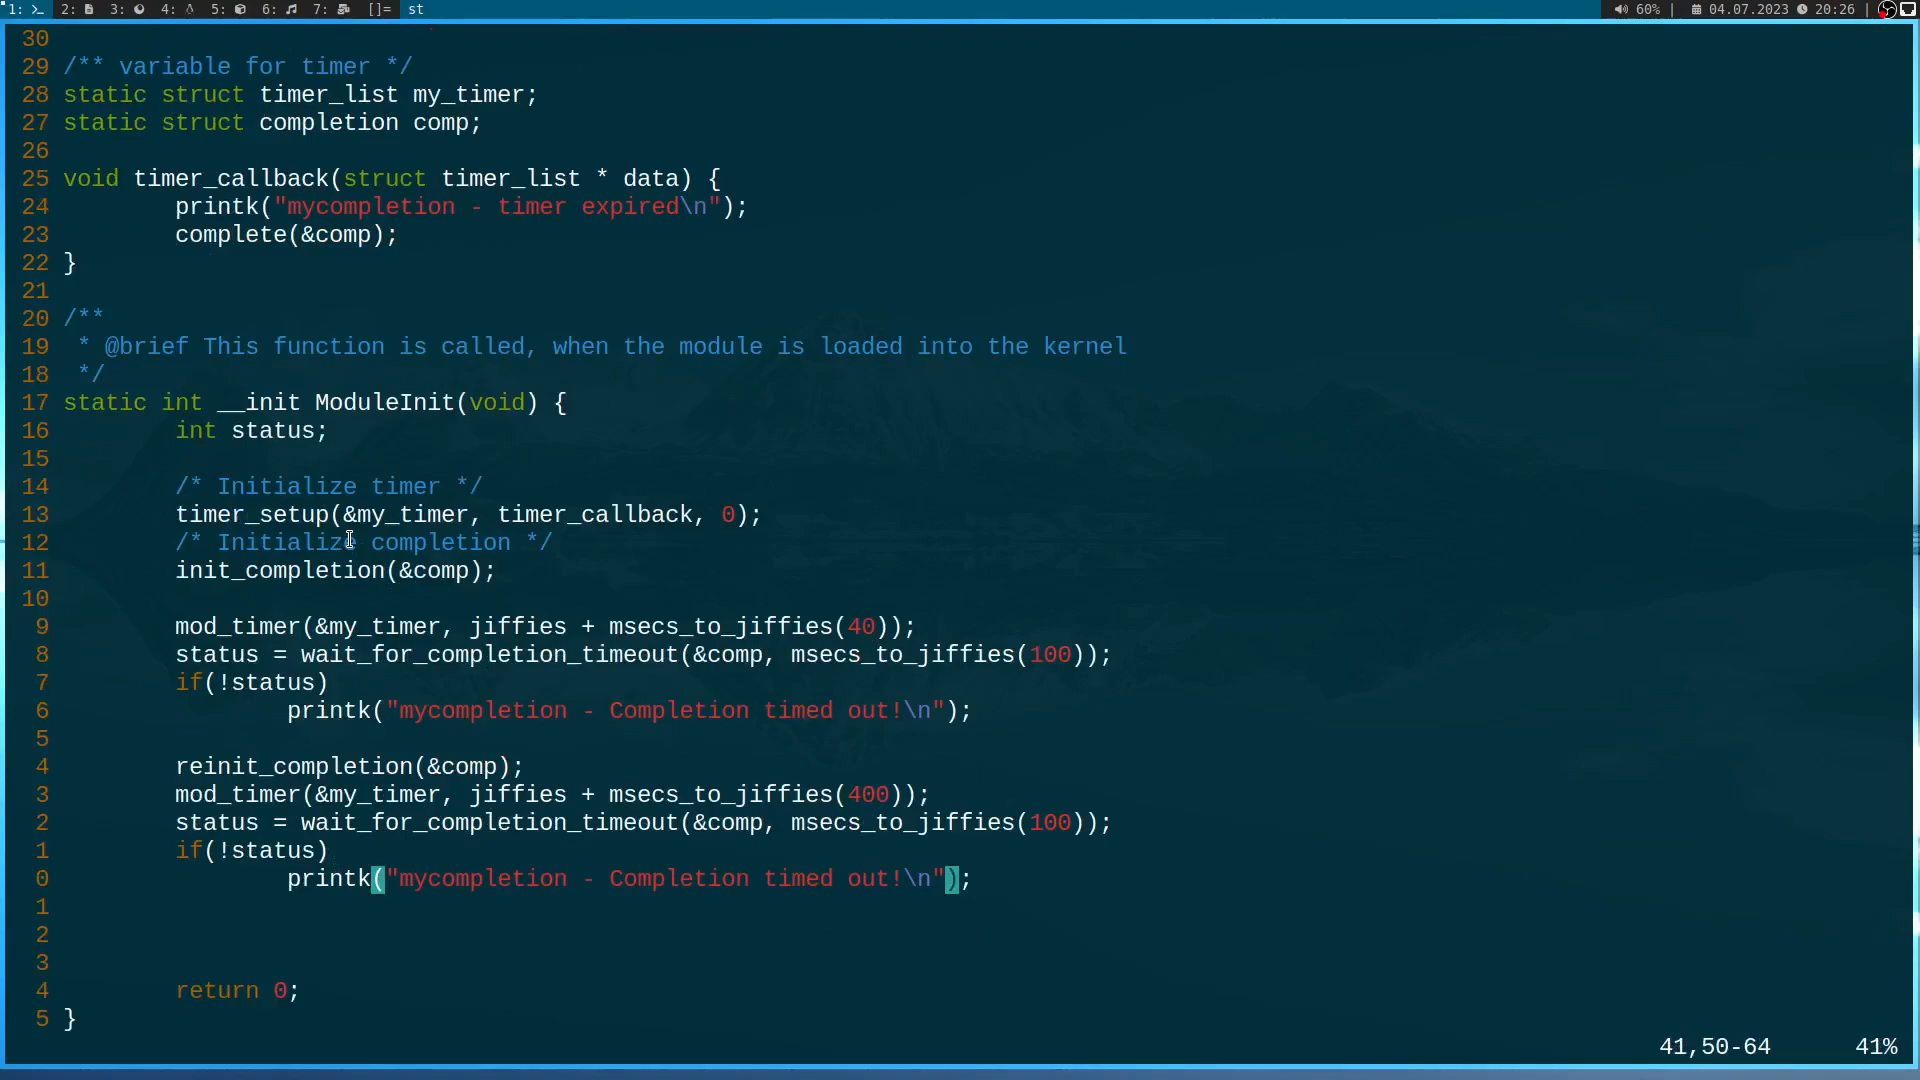 1: 2: 3: 4: 5: 6: 7: []= st 60% | 04.07.2023 20:26 |
30
29 /** variable for timer */
28 static struct timer_list my_timer;
27 static struct completion comp;
26
25 void timer_callback(struct timer_list * data) {
24         printk("mycompletion - timer expired\n");
23         complete(&comp);
22 }
21
20 /**
19  * @brief This function is called, when the module is loaded into the kernel
18  */
17 static int __init ModuleInit(void) {
16         int status;
15
14         /* Initialize timer */
13         timer_setup(&my_timer, timer_callback, 0);
12         /* Initialize completion */
11         init_completion(&comp);
10
9         mod_timer(&my_timer, jiffies + msecs_to_jiffies(40));
8         status = wait_for_completion_timeout(&comp, msecs_to_jiffies(100));
7         if(!status)
6                 printk("mycompletion - Completion timed out!\n");
5
4         reinit_completion(&comp);
3         mod_timer(&my_timer, jiffies + msecs_to_jiffies(400));
2         status = wait_for_completion_timeout(&comp, msecs_to_jiffies(100));
1         if(!status)
0                 printk("mycompletion - Completion timed out!\n");
1
2
3
4         return 0;
5 }
41,50-64 41%